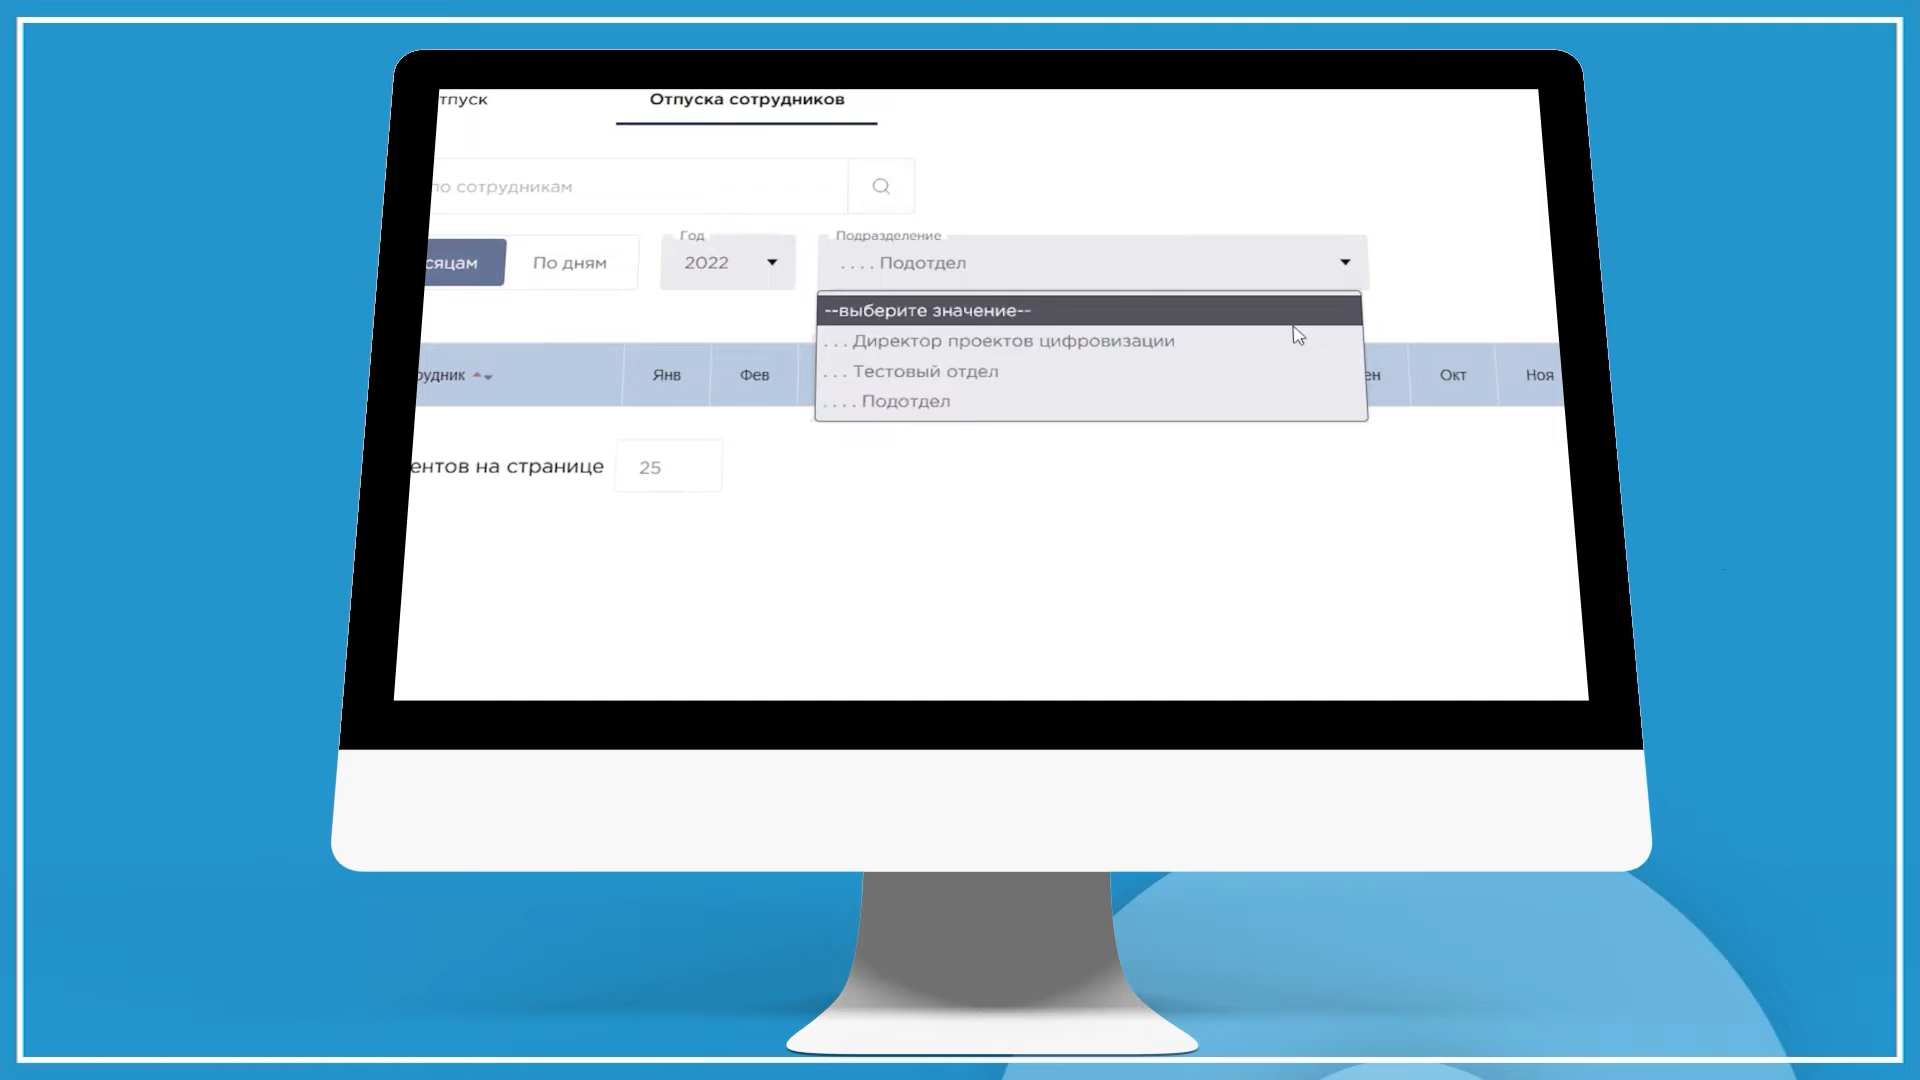 тпуск Отпуска сотрудников
по сотрудникам
сяцам По дням Год 2022 Подразделение .... Подотдел
--выберите значение--
... Директор проектов цифровизации
... Тестовый отдел
.... Подотдел
рудник Янв Фев ен Окт Ноя
ентов на странице 25